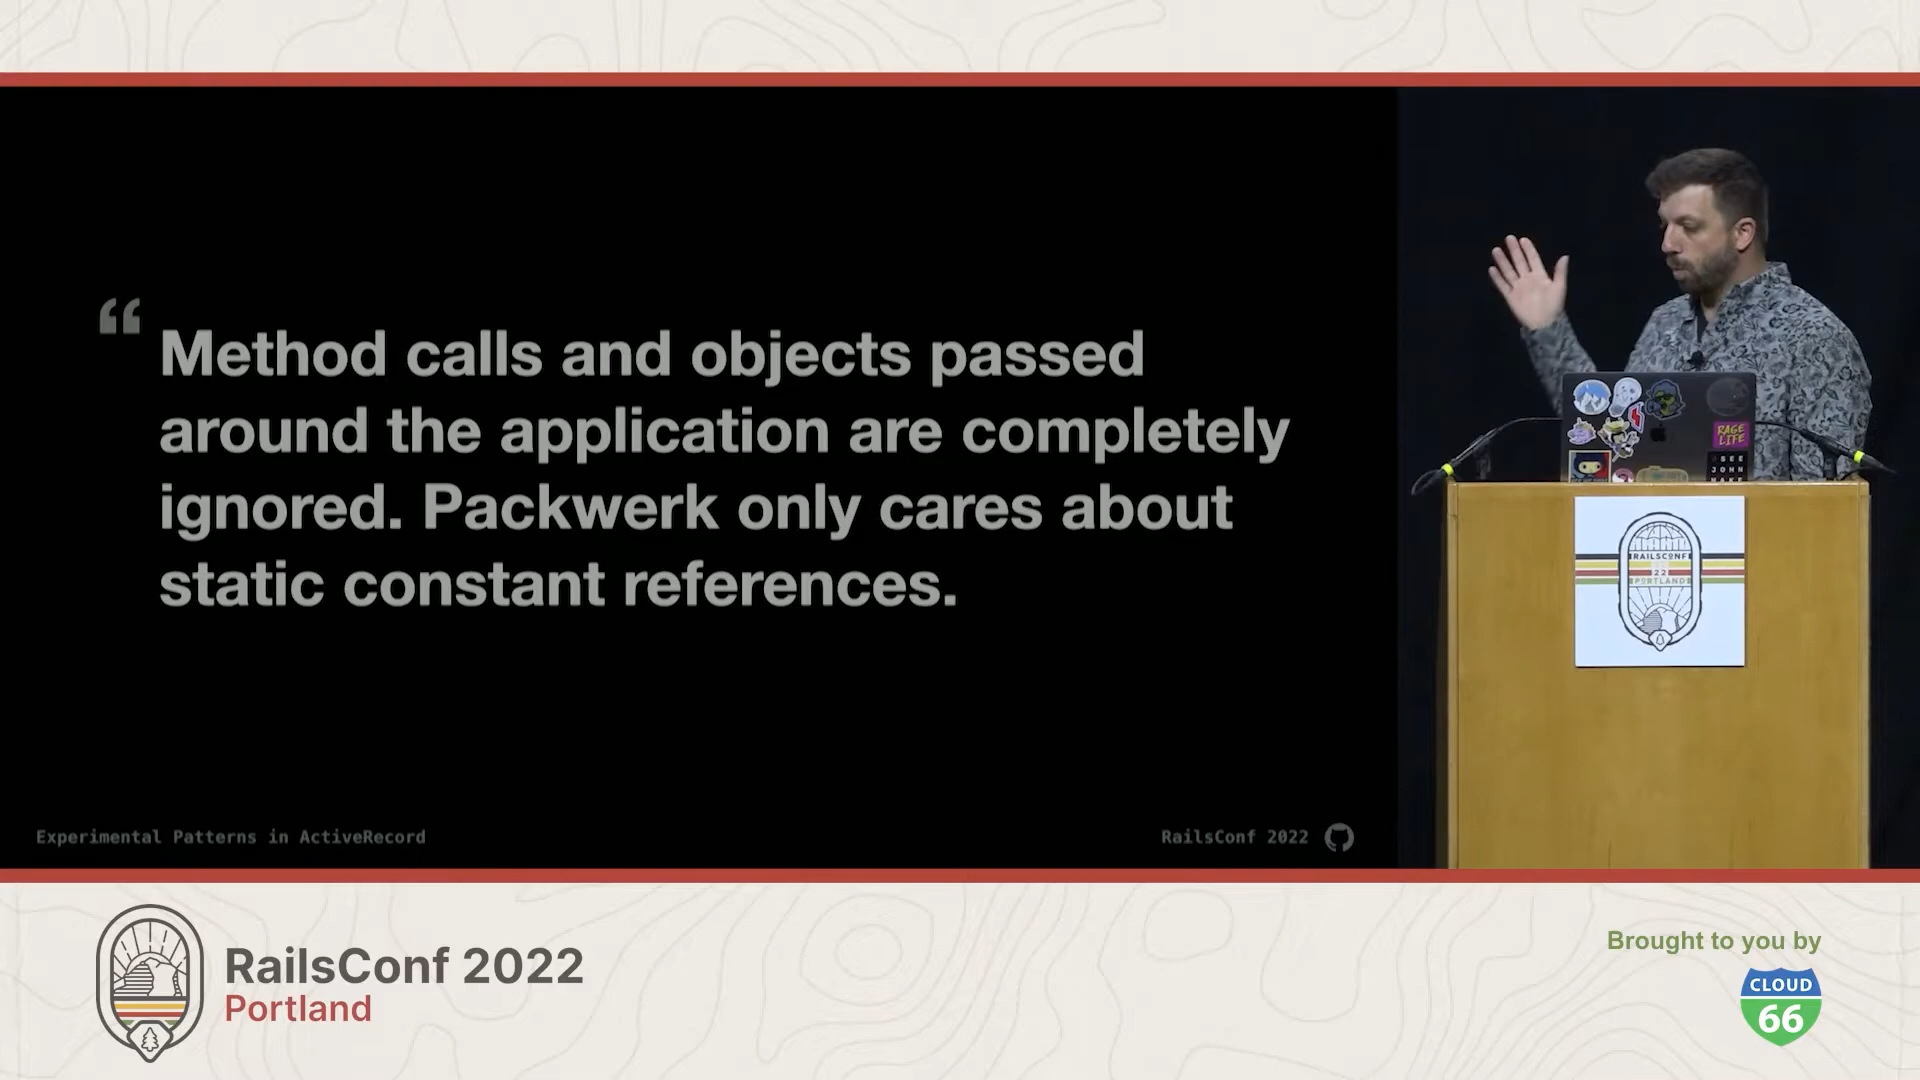 “ Method calls and objects passed
around the application are completely
ignored. Packwerk only cares about
static constant references.
Experimental Patterns in ActiveRecord
RailsConf 2022
RAGE
LIFE
SEE
JOHN
RAILSCONF
22
PORTLAND
RailsConf 2022
Portland
Brought to you by
CLOUD
66